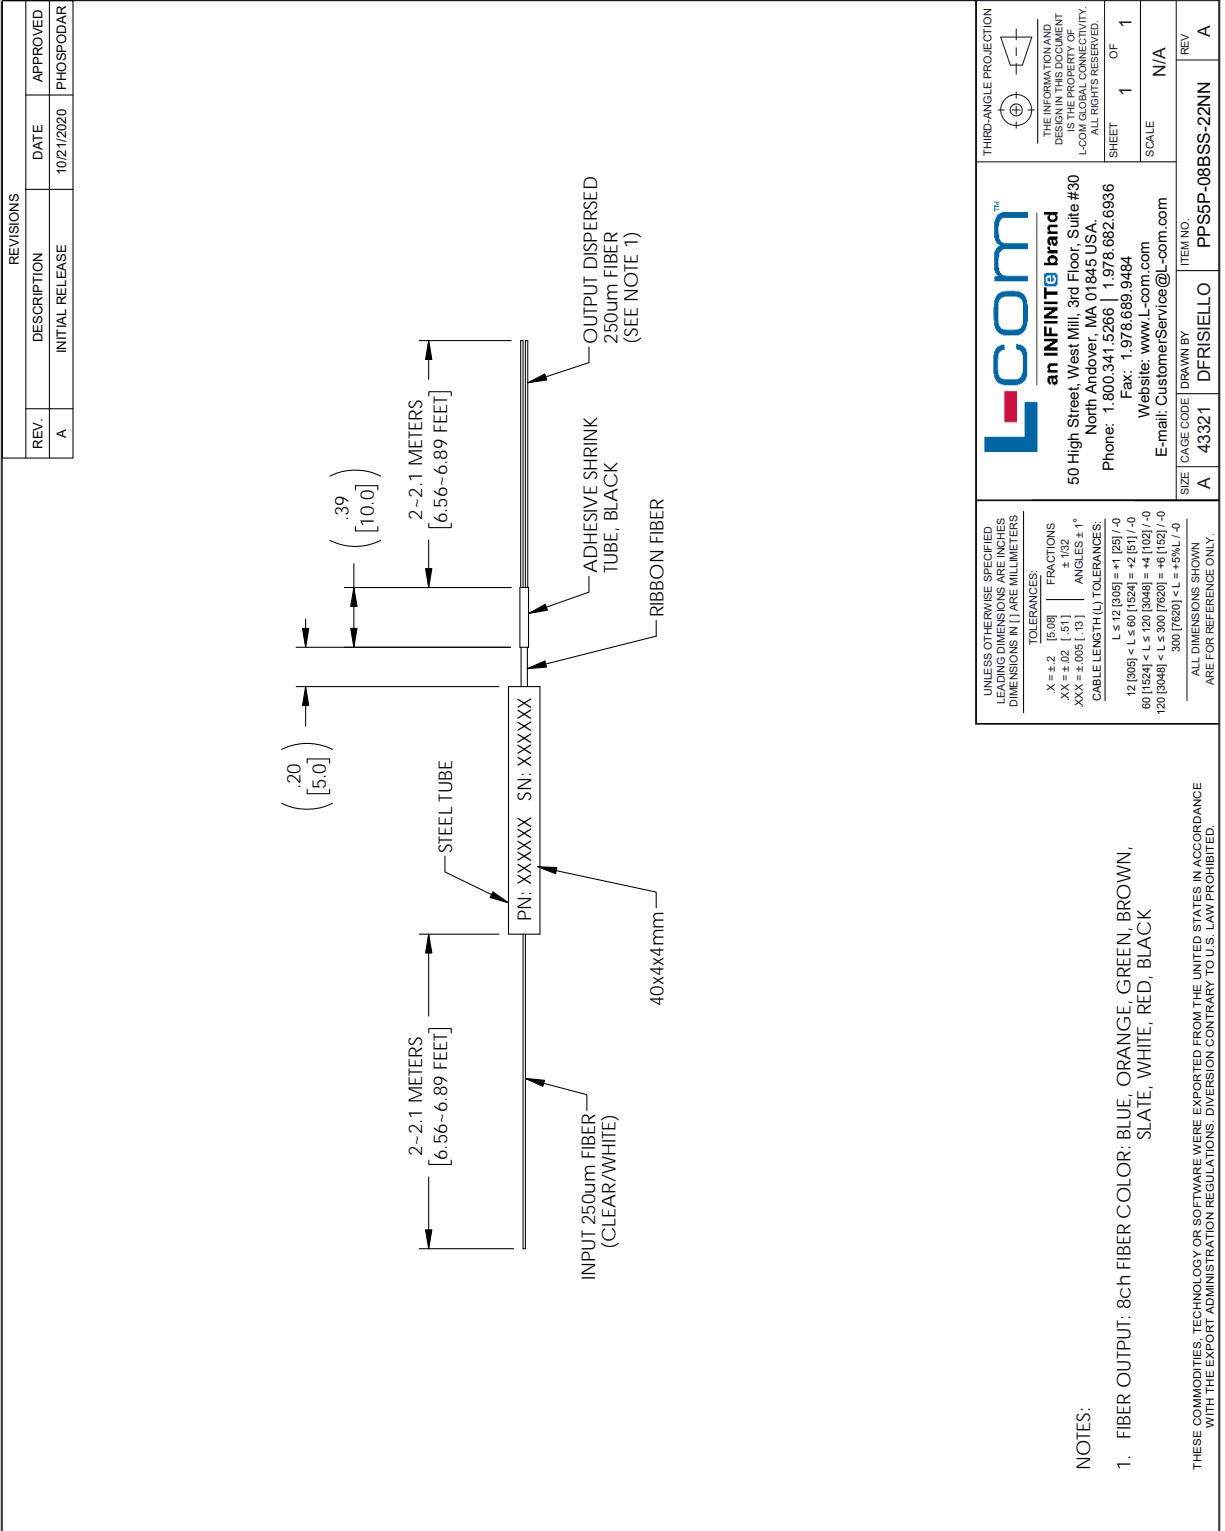 REVISIONS
REV. DESCRIPTION DATE APPROVED
A INITIAL RELEASE 10/21/2020 PHOSPODAR
.20
[5.0]
.39
[10.0]
2~2.1 METERS
[6.56~6.89 FEET]
2~2.1 METERS
[6.56~6.89 FEET]
STEEL TUBE
PN: XXXXXX SN: XXXXXX
INPUT 250um FIBER
(CLEAR/WHITE)
40x4x4mm
RIBBON FIBER
ADHESIVE SHRINK
TUBE, BLACK
OUTPUT DISPERSED
250um FIBER
(SEE NOTE 1)
NOTES:
1. FIBER OUTPUT: 8ch FIBER COLOR: BLUE, ORANGE, GREEN, BROWN,
SLATE, WHITE, RED, BLACK
THESE COMMODITIES, TECHNOLOGY OR SOFTWARE WERE EXPORTED FROM THE UNITED STATES IN ACCORDANCE
WITH THE EXPORT ADMINISTRATION REGULATIONS. DIVERSION CONTRARY TO U.S. LAW PROHIBITED.
UNLESS OTHERWISE SPECIFIED
LEADING DIMENSIONS ARE INCHES
DIMENSIONS IN [ ] ARE MILLIMETERS
TOLERANCES:
.X = ± .2 [5.08] FRACTIONS
.XX = ± .02 [ .51] ± 1/32
.XXX = ± .005 [ .13 ] ANGLES ± 1°
CABLE LENGTH (L) TOLERANCES:
L ≤ 12 [305] = +1 [25] / -0
12 [305] < L ≤ 60 [1524] = +2 [51] / -0
60 [1524] < L ≤ 120 [3048] = +4 [102] / -0
120 [3048] < L ≤ 300 [7620] = +6 [152] / -0
300 [7620] < L = +5%L / -0
ALL DIMENSIONS SHOWN
ARE FOR REFERENCE ONLY.
L-com™
an INFINITe brand
50 High Street, West Mill, 3rd Floor, Suite #30
North Andover, MA 01845 USA.
Phone: 1.800.341.5266 | 1.978.682.6936
Fax: 1.978.689.9484
Website: www.L-com.com
E-mail: CustomerService@L-com.com
THIRD-ANGLE PROJECTION
THE INFORMATION AND
DESIGN IN THIS DOCUMENT
IS THE PROPERTY OF
L-COM GLOBAL CONNECTIVITY.
ALL RIGHTS RESERVED.
SHEET 1 OF 1
SCALE N/A
SIZE A
CAGE CODE 43321
DRAWN BY DFRISIELLO
ITEM NO. PPS5P-08BSS-22NN
REV A